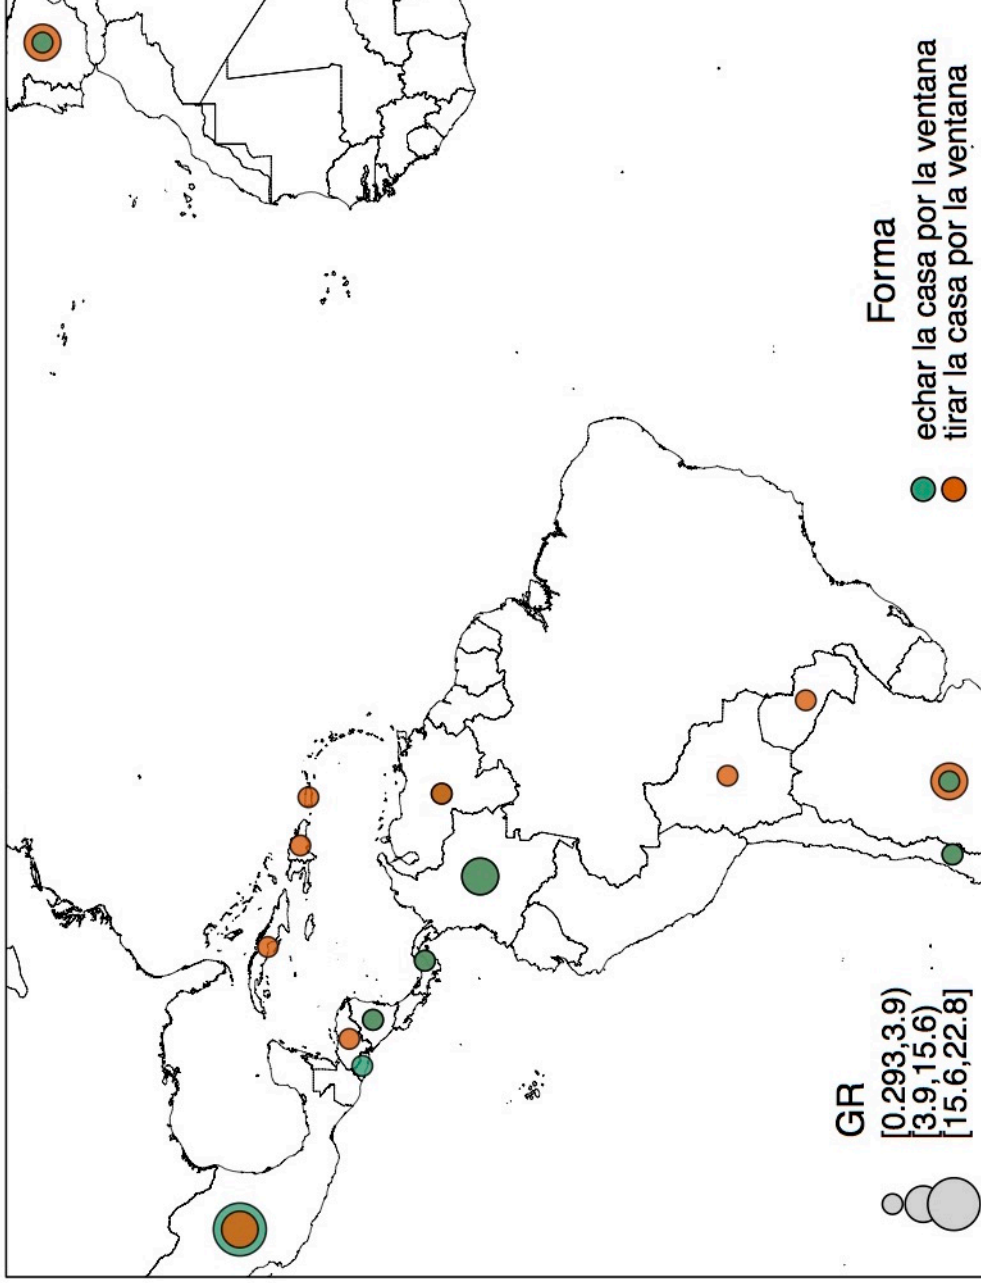 GR
[0.293,3.9)
[3.9,15.6)
[15.6,22.8]
Forma
echar la casa por la ventana
tirar la casa por la ventana